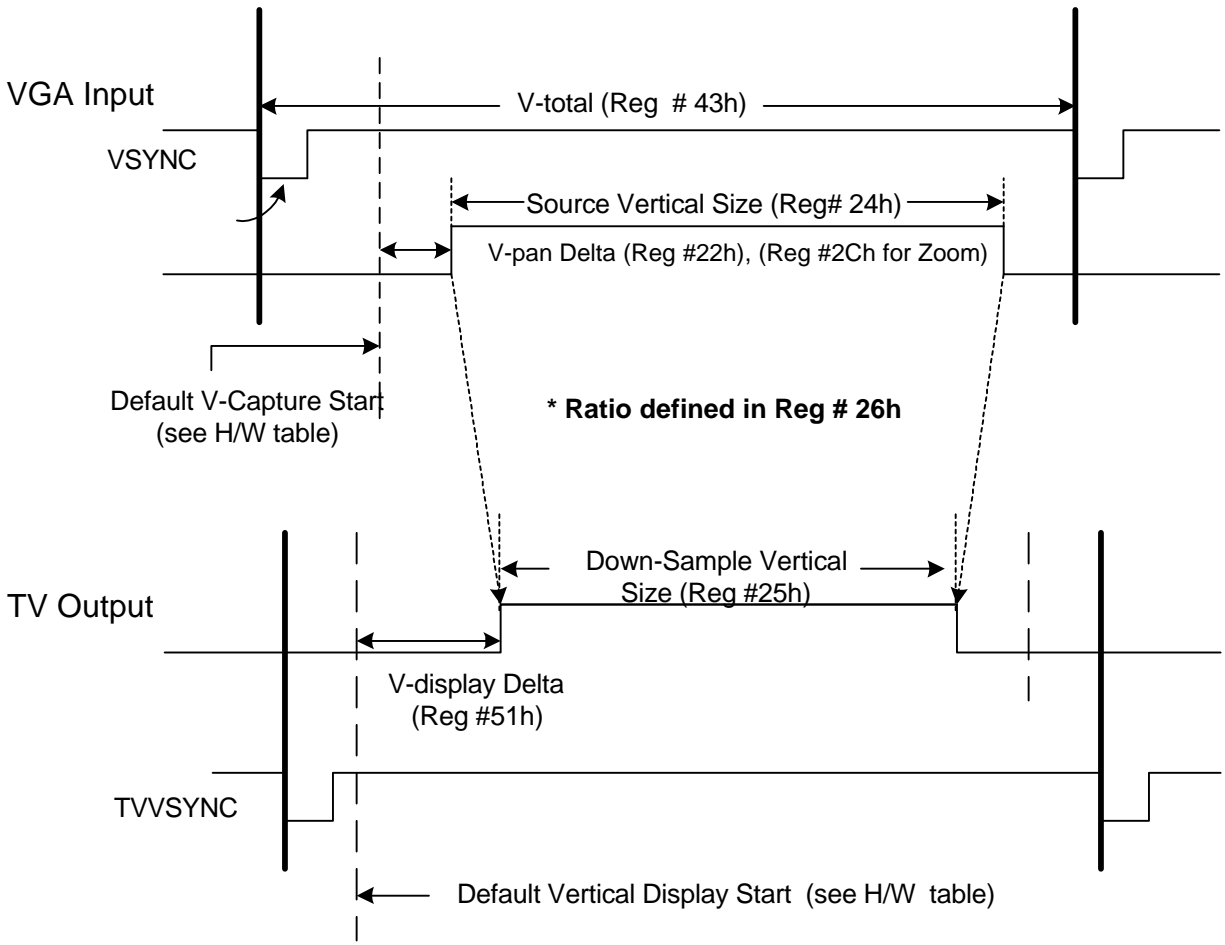 VGA Input
V-total (Reg # 43h)
VSYNC
Source Vertical Size (Reg# 24h)
V-pan Delta (Reg #22h), (Reg #2Ch for Zoom)
Default V-Capture Start
(see H/W table)
* Ratio defined in Reg # 26h
Down-Sample Vertical
Size (Reg #25h)
TV Output
V-display Delta
(Reg #51h)
TVVSYNC
Default Vertical Display Start (see H/W table)